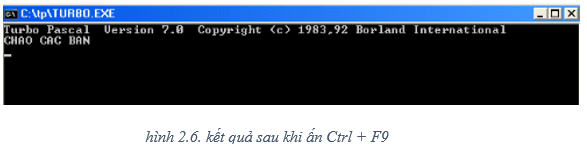 C:\tp\TURBO.EXE
Turbo Pascal  Version 7.0  Copyright (c) 1983,92 Borland International
CHAO CAC BAN
hình 2.6. kết quả sau khi ấn Ctrl + F9